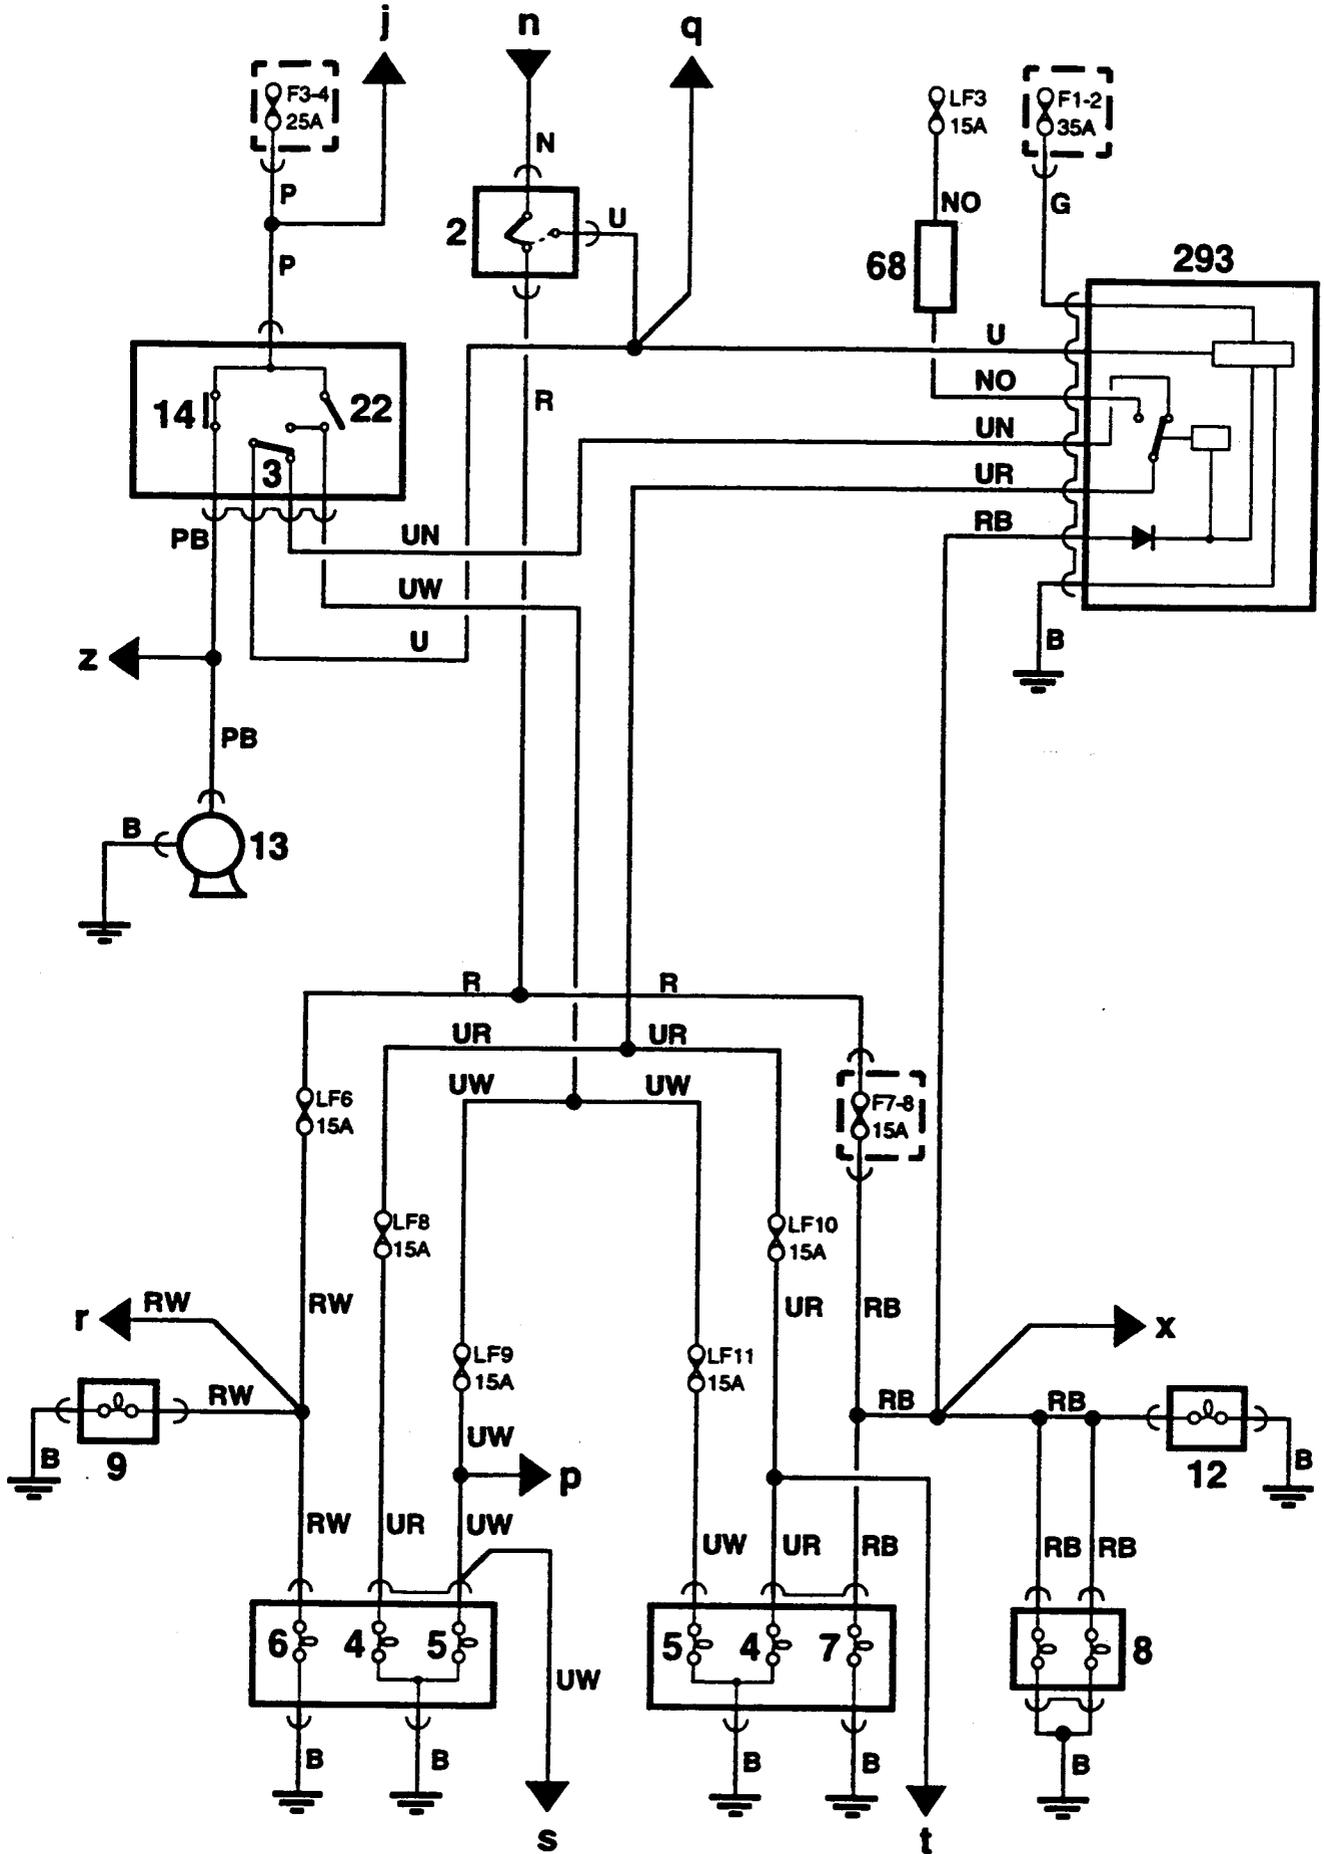 j
n
q
F3-4
25A
LF3
15A
F1-2
35A
N
P
NO
G
2
U
68
293
P
U
R
NO
14
22
UN
3
UR
PB
UN
RB
UW
U
B
z
PB
B
13
R
R
UR
UR
UW
UW
LF6
15A
F7-8
15A
LF8
15A
LF10
15A
r
RW
RW
UR
RB
x
LF9
15A
LF11
15A
RW
RB
RB
B
9
UW
p
12
B
RW
UR
UW
UW
UR
RB
RB
RB
6
4
5
5
4
7
8
UW
B
B
B
B
B
s
t